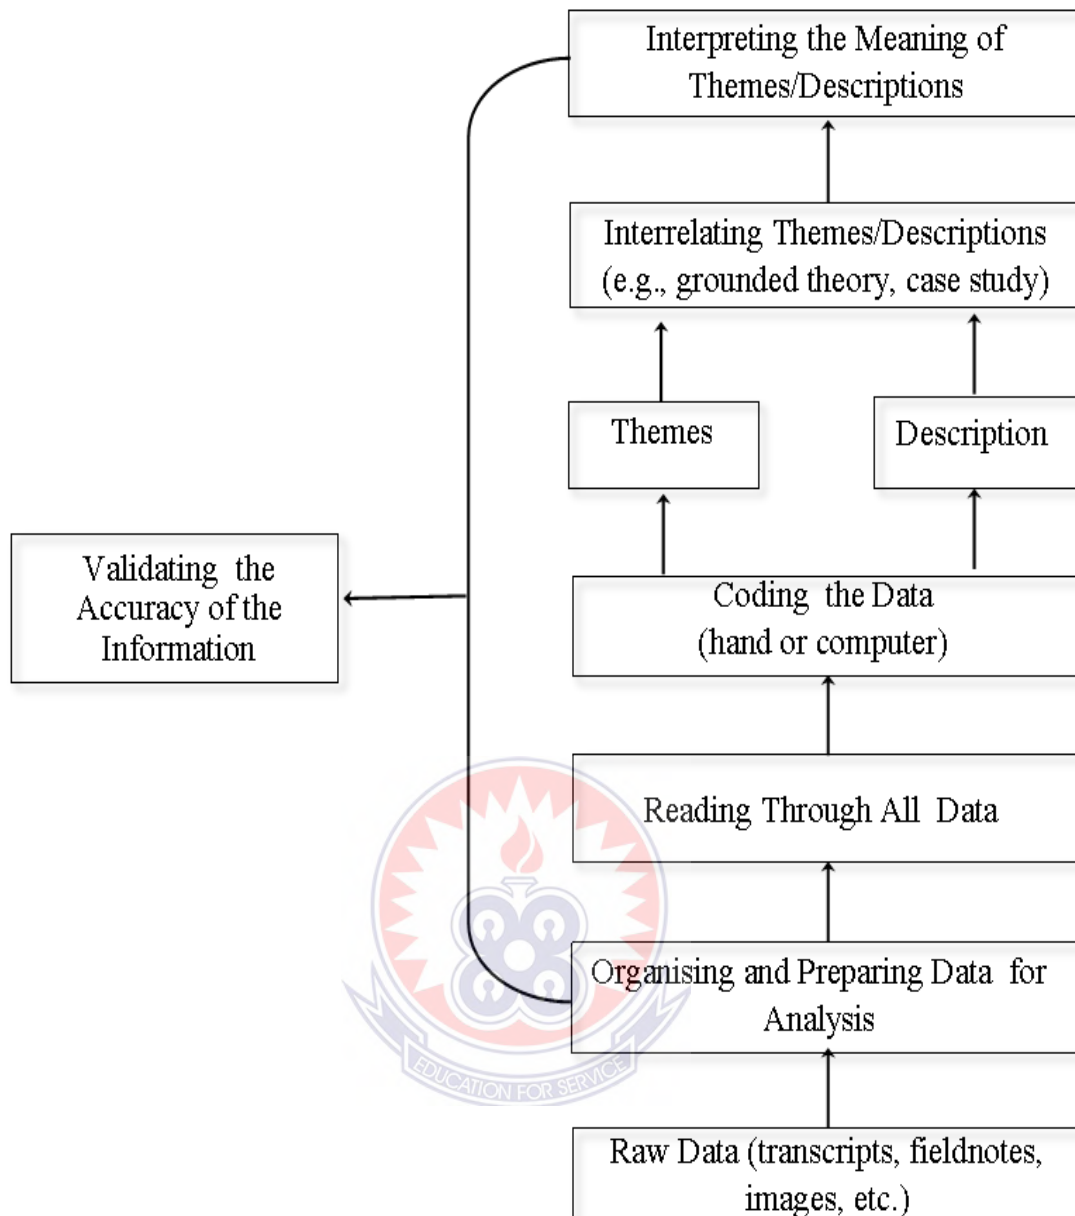 Interpreting the Meaning of
Themes/Descriptions
Interrelating Themes/Descriptions
(e.g., grounded theory, case study)
Themes
Description
Validating the
Accuracy of the
Information
Coding the Data
(hand or computer)
Reading Through All Data
Organising and Preparing Data for
Analysis
EDUCATION FOR SERVICE
Raw Data (transcripts, fieldnotes,
images, etc.)